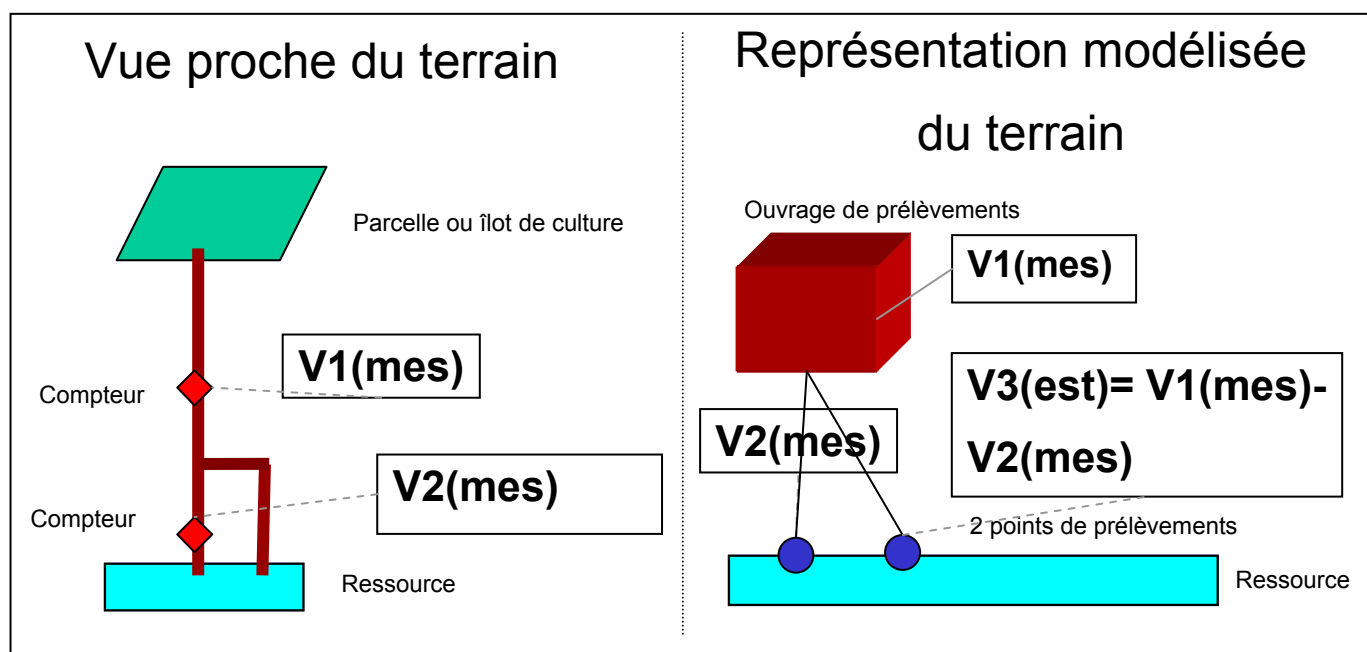 Vue proche du terrain
Parcelle ou îlot de culture
V1(mes)
Compteur
V2(mes)
Compteur
Ressource
Représentation modélisée
du terrain
Ouvrage de prélèvements
V1(mes)
V3(est)= V1(mes)-
V2(mes)
V2(mes)
2 points de prélèvements
Ressource